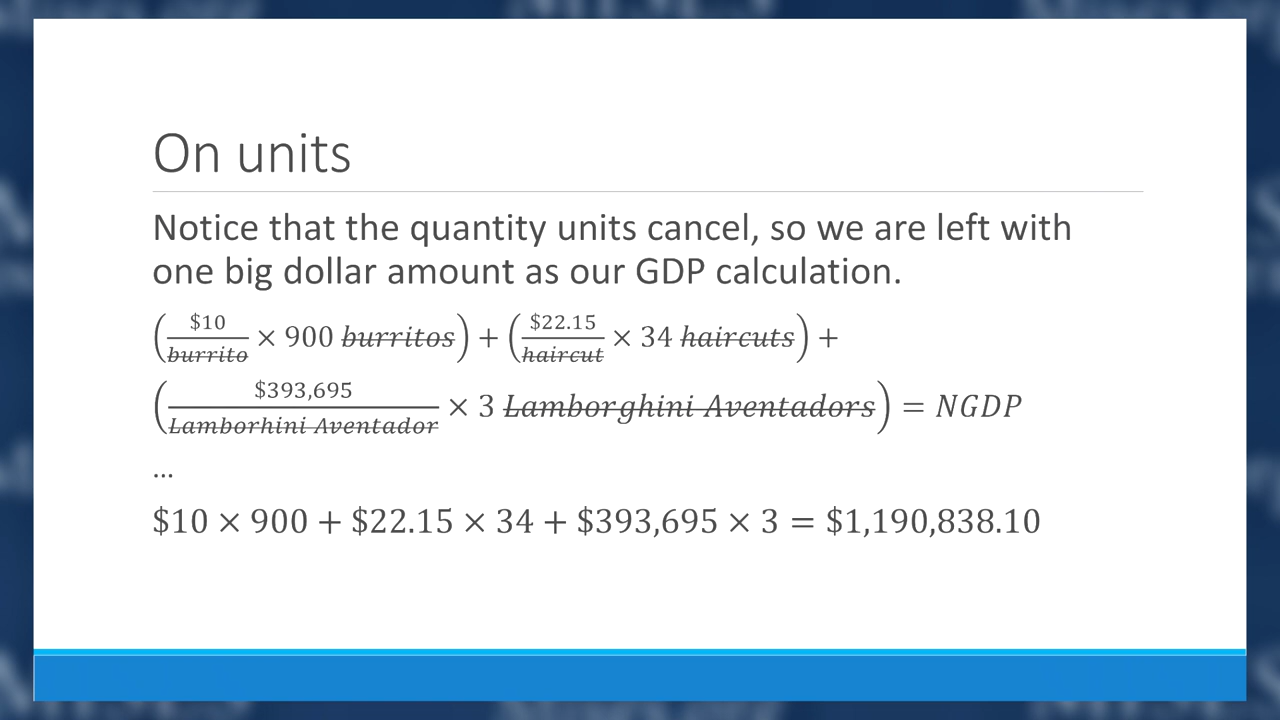 On units
Notice that the quantity units cancel, so we are left with
one big dollar amount as our GDP calculation.
($10/burrito × 900 burritos) + ($22.15/haircut × 34 haircuts) +
($393,695/Lamborhini Aventador × 3 Lamborghini Aventadors) = NGDP
…
$10 × 900 + $22.15 × 34 + $393,695 × 3 = $1,190,838.10